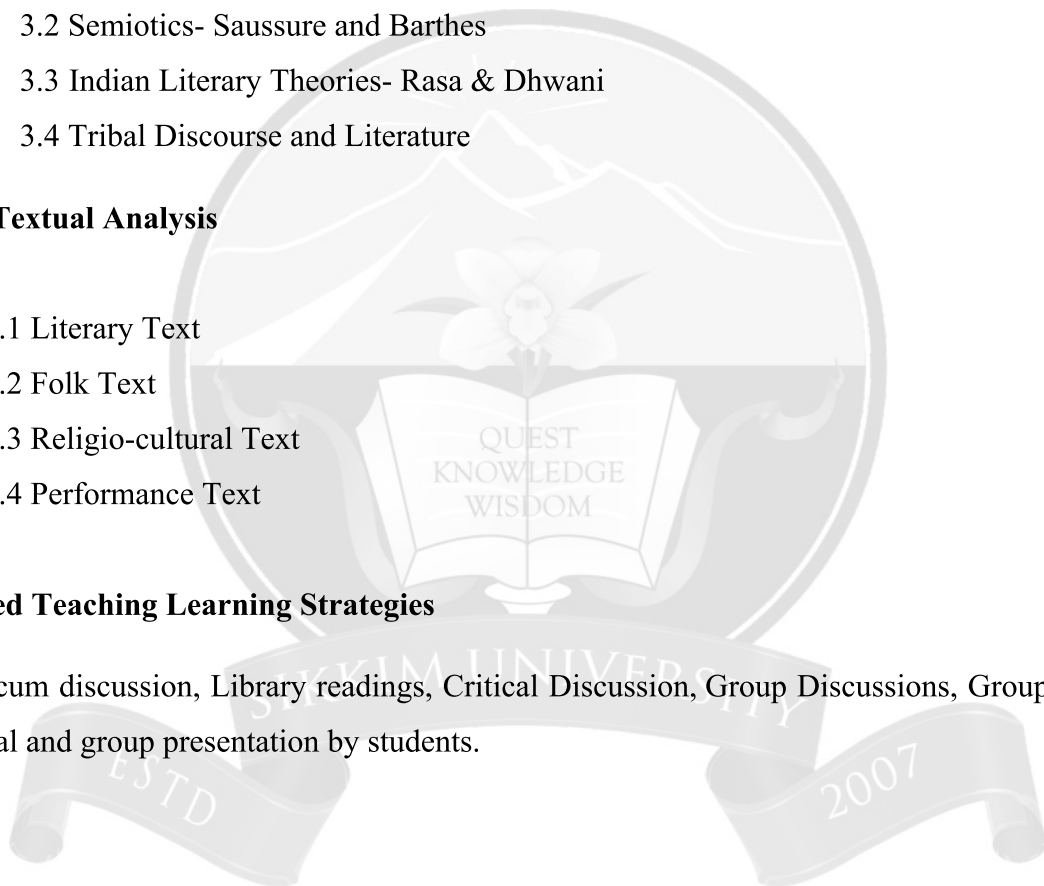 3.2 Semiotics- Saussure and Barthes
3.3 Indian Literary Theories- Rasa & Dhwani
3.4 Tribal Discourse and Literature
Textual Analysis
.1 Literary Text
.2 Folk Text
.3 Religio-cultural Text
.4 Performance Text
QUEST
KNOWLEDGE
WISDOM
ed Teaching Learning Strategies
cum discussion, Library readings, Critical Discussion, Group Discussions, Group
al and group presentation by students.
SIKKIM UNIVERSITY
ESTD
2007